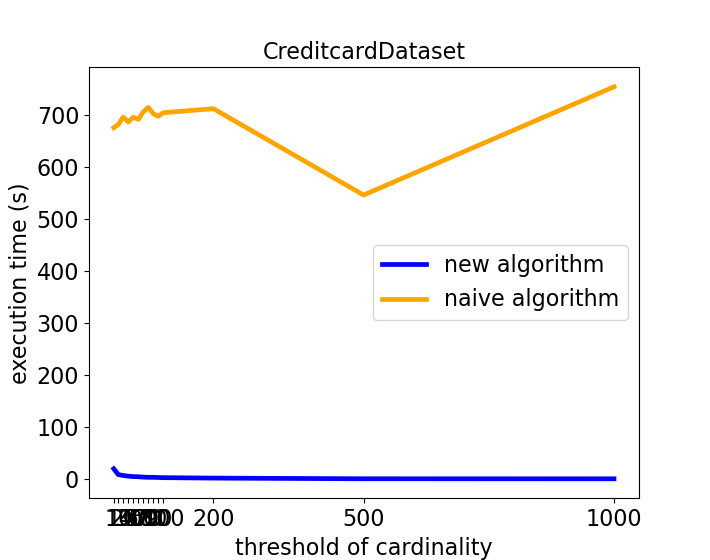 CreditcardDataset
execution time (s)
700
600
500
400
300
200
100
0
new algorithm
naive algorithm
200 500 1000
threshold of cardinality